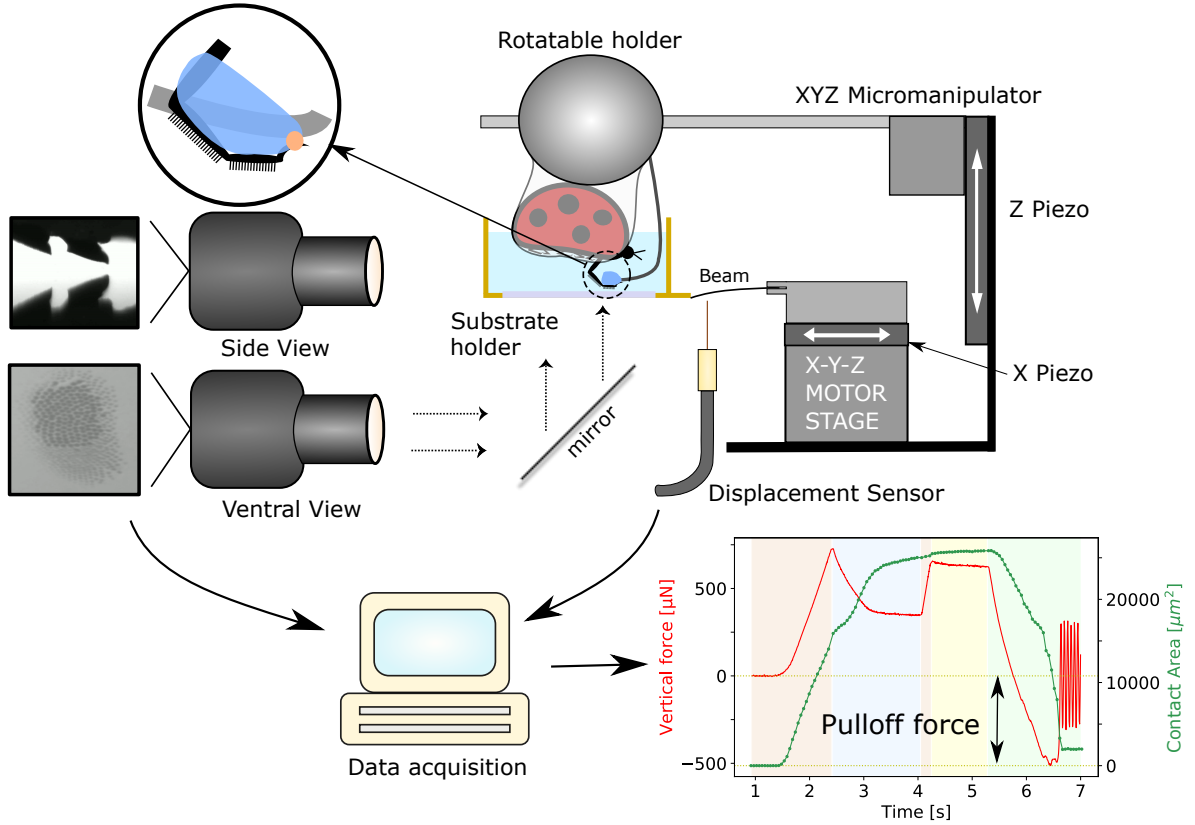 Rotatable holder
XYZ Micromanipulator
Z Piezo
Beam
Substrate
holder
Side View
X-Y-Z
MOTOR
STAGE
X Piezo
mirror
Ventral View
Displacement Sensor
Data acquisition
Vertical force [µN]
500
0
−500
Pulloff force
20000
10000
0
Contact Area [µm²]
1 2 3 4 5 6 7
Time [s]